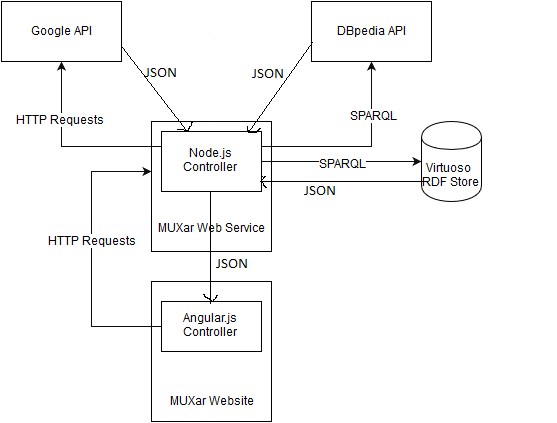 Google API
DBpedia API
JSON
JSON
HTTP Requests
SPARQL
Node.js
Controller
SPARQL
Virtuoso
RDF Store
JSON
MUXar Web Service
HTTP Requests
JSON
Angular.js
Controller
MUXar Website